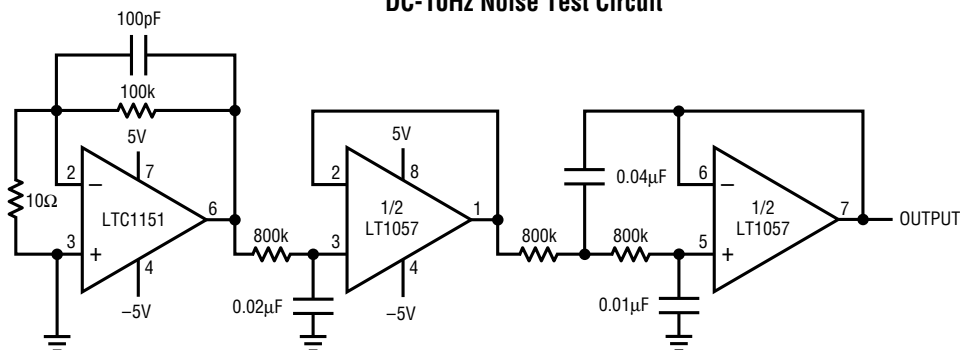 DC-10Hz Noise Test Circuit
100pF
100k
5V
2
7
–
10Ω
LTC1151
6
3
+
4
–5V
800k
0.02µF
5V
2
8
1/2
LT1057
1
3
4
–5V
800k
0.04µF
800k
0.01µF
6
–
1/2
LT1057
7
OUTPUT
5
+